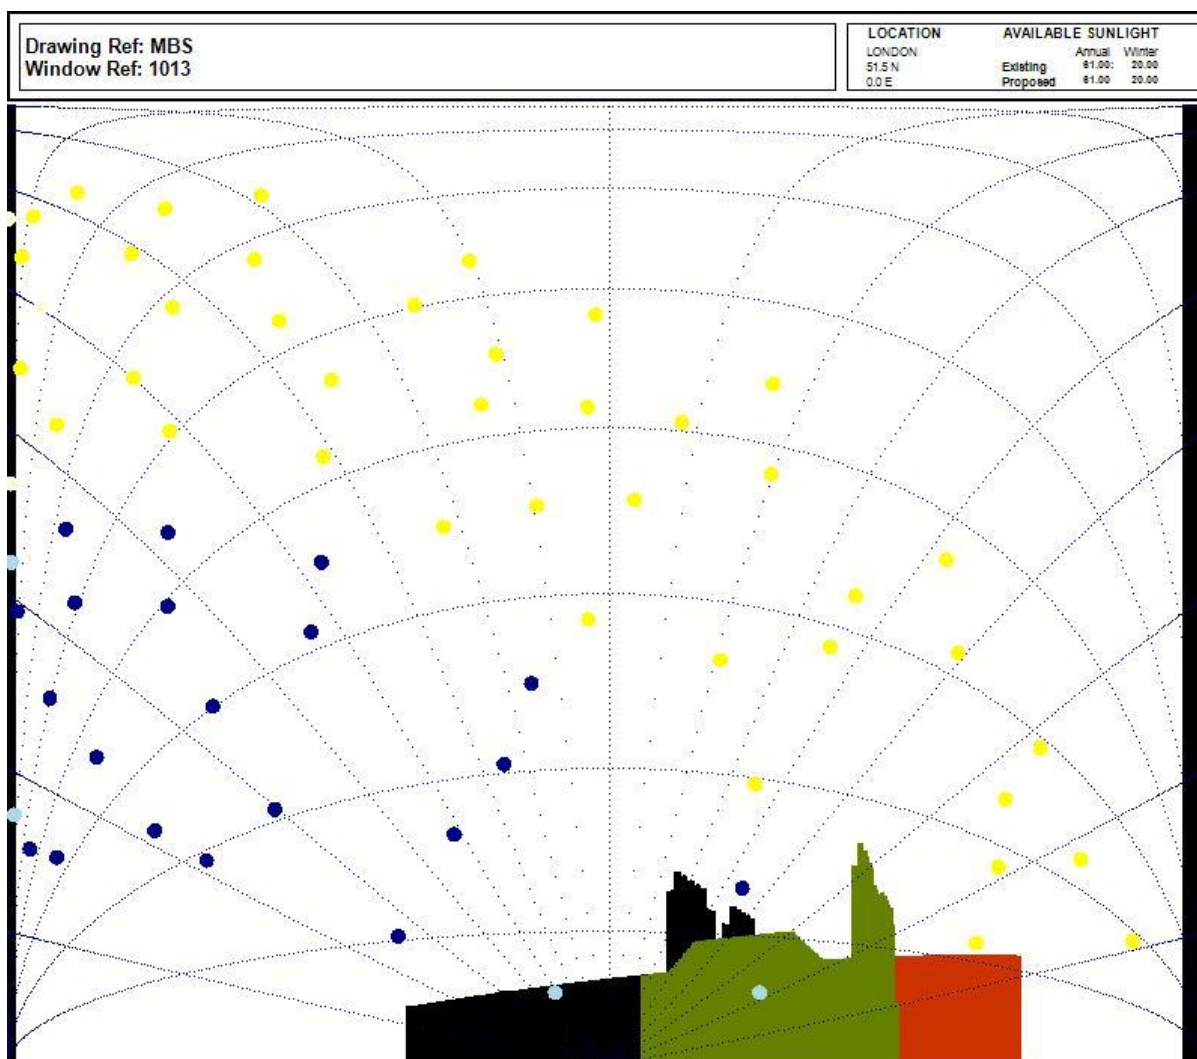 Drawing Ref: MBS
Window Ref: 1013
LOCATION
LONDON
51.5 N
0.0 E
AVAILABLE SUNLIGHT
Annual Winter
Existing 61.00: 20.00
Proposed 61.00 20.00